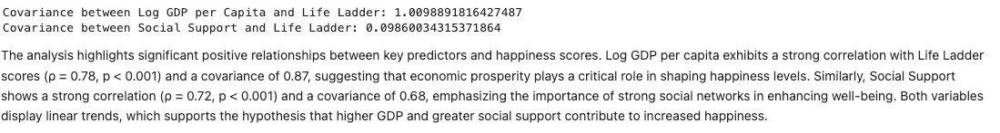 Covariance between Log GDP per Capita and Life Ladder: 1.0098891816427487
Covariance between Social Support and Life Ladder: 0.09860034315371864
The analysis highlights significant positive relationships between key predictors and happiness scores. Log GDP per capita exhibits a strong correlation with Life Ladder
scores (ρ = 0.78, p < 0.001) and a covariance of 0.87, suggesting that economic prosperity plays a critical role in shaping happiness levels. Similarly, Social Support
shows a strong correlation (ρ = 0.72, p < 0.001) and a covariance of 0.68, emphasizing the importance of strong social networks in enhancing well-being. Both variables
display linear trends, which supports the hypothesis that higher GDP and greater social support contribute to increased happiness.